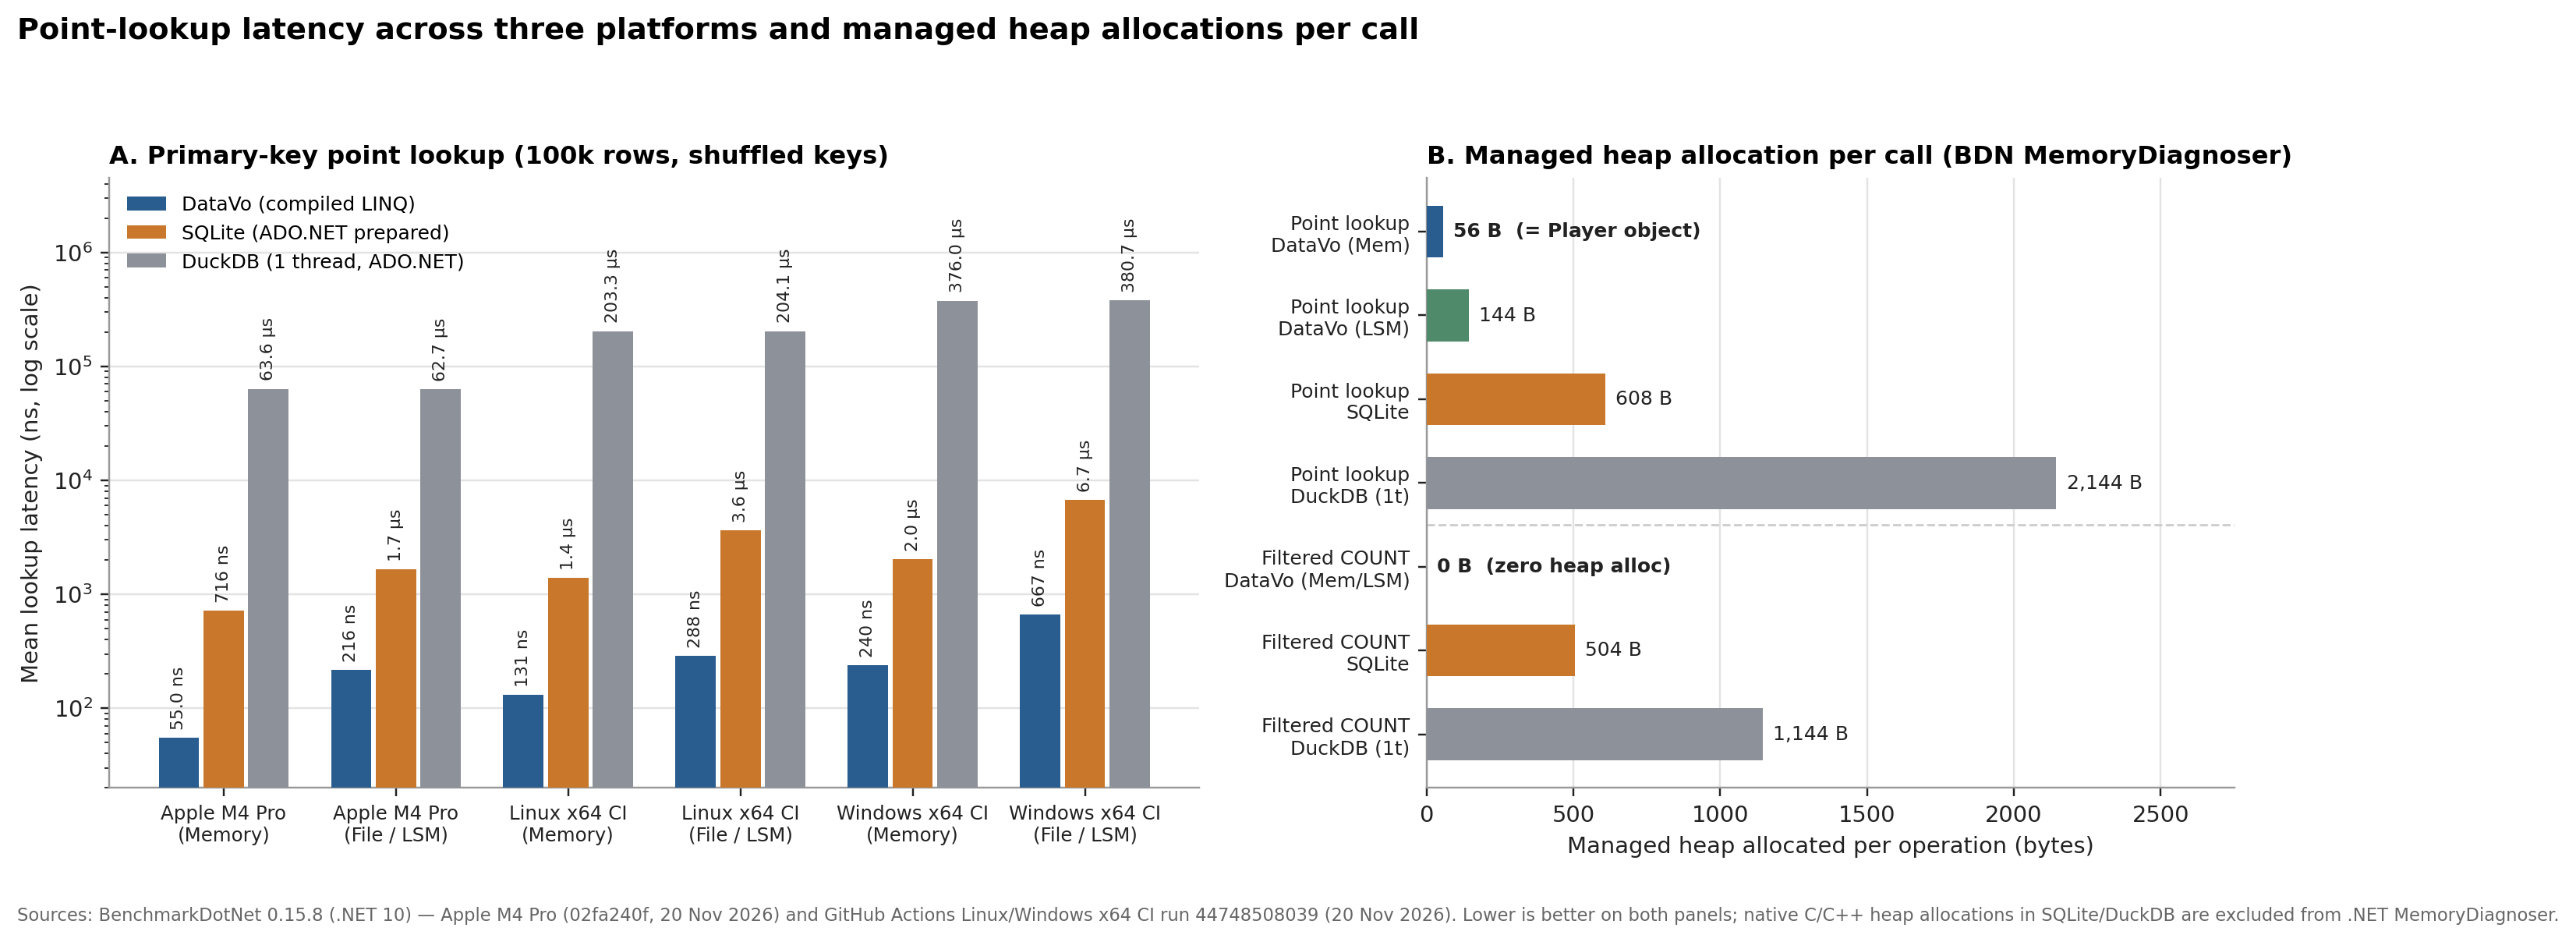 Point-lookup latency across three platforms and managed heap allocations per call
A. Primary-key point lookup (100k rows, shuffled keys)
DataVo (compiled LINQ)
SQLite (ADO.NET prepared)
DuckDB (1 thread, ADO.NET)
Mean lookup latency (ns, log scale)
10⁶
10⁵
10⁴
10³
10²
55.0 ns
716 ns
63.6 µs
216 ns
1.7 µs
62.7 µs
131 ns
1.4 µs
203.3 µs
288 ns
3.6 µs
204.1 µs
240 ns
2.0 µs
376.0 µs
667 ns
6.7 µs
380.7 µs
Apple M4 Pro
(Memory)
Apple M4 Pro
(File / LSM)
Linux x64 CI
(Memory)
Linux x64 CI
(File / LSM)
Windows x64 CI
(Memory)
Windows x64 CI
(File / LSM)
B. Managed heap allocation per call (BDN MemoryDiagnoser)
Point lookup
DataVo (Mem)
56 B (= Player object)
Point lookup
DataVo (LSM)
144 B
Point lookup
SQLite
608 B
Point lookup
DuckDB (1t)
2,144 B
Filtered COUNT
DataVo (Mem/LSM)
0 B (zero heap alloc)
Filtered COUNT
SQLite
504 B
Filtered COUNT
DuckDB (1t)
1,144 B
0
500
1000
1500
2000
2500
Managed heap allocated per operation (bytes)
Sources: BenchmarkDotNet 0.15.8 (.NET 10) — Apple M4 Pro (02fa240f, 20 Nov 2026) and GitHub Actions Linux/Windows x64 CI run 44748508039 (20 Nov 2026). Lower is better on both panels; native C/C++ heap allocations in SQLite/DuckDB are excluded from .NET MemoryDiagnoser.